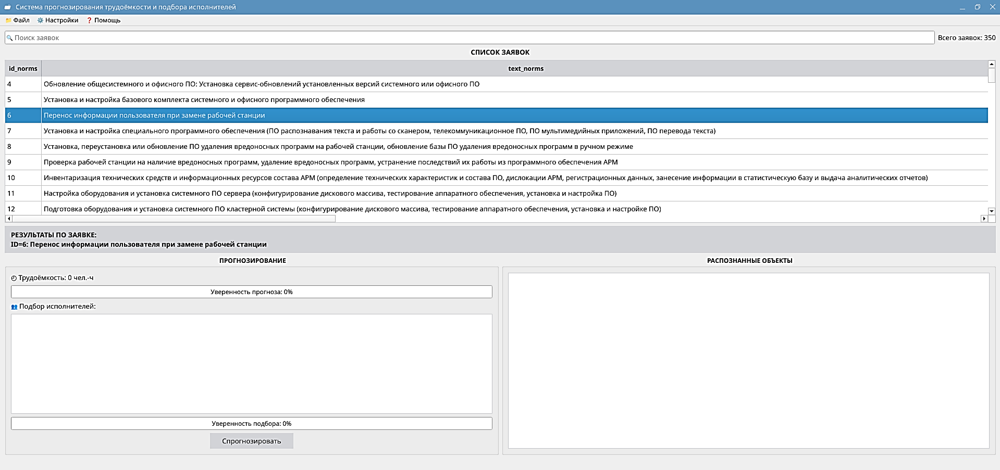 Система прогнозирования трудоёмкости и подбора исполнителей
Файл Настройки Помощь
Поиск заявок Всего заявок: 350
СПИСОК ЗАЯВОК
id_norms text_norms
4 Обновление общесистемного и офисного ПО: Установка сервис-обновлений установленных версий системного или офисного ПО
5 Установка и настройка базового комплекта системного и офисного программного обеспечения
6 Перенос информации пользователя при замене рабочей станции
7 Установка и настройка специального программного обеспечения (ПО распознавания текста и работы со сканером, телекоммуникационное ПО, ПО мультимедийных приложений, ПО перевода текста)
8 Установка, переустановка или обновление ПО удаления вредоносных программ на рабочей станции, обновление базы ПО удаления вредоносных программ в ручном режиме
9 Проверка рабочей станции на наличие вредоносных программ, удаление вредоносных программ, устранение последствий их работы из программного обеспечения АРМ
10 Инвентаризация технических средств и информационных ресурсов состава АРМ (определение технических характеристик и состава ПО, дислокации АРМ, регистрационных данных, занесение информации в статистическую базу и выдача аналитических отчетов)
11 Настройка оборудования и установка системного ПО сервера (конфигурирование дискового массива, тестирование аппаратного обеспечения, установка и настройка ПО)
12 Подготовка оборудования и установка системного ПО кластерной системы (конфигурирование дискового массива, тестирование аппаратного обеспечения, установка и настройке ПО)
РЕЗУЛЬТАТЫ ПО ЗАЯВКЕ:
ID=6: Перенос информации пользователя при замене рабочей станции
ПРОГНОЗИРОВАНИЕ
Трудоёмкость: 0 чел.-ч
Уверенность прогноза: 0%
Подбор исполнителей:
Уверенность подбора: 0%
Спрогнозировать
РАСПОЗНАННЫЕ ОБЪЕКТЫ